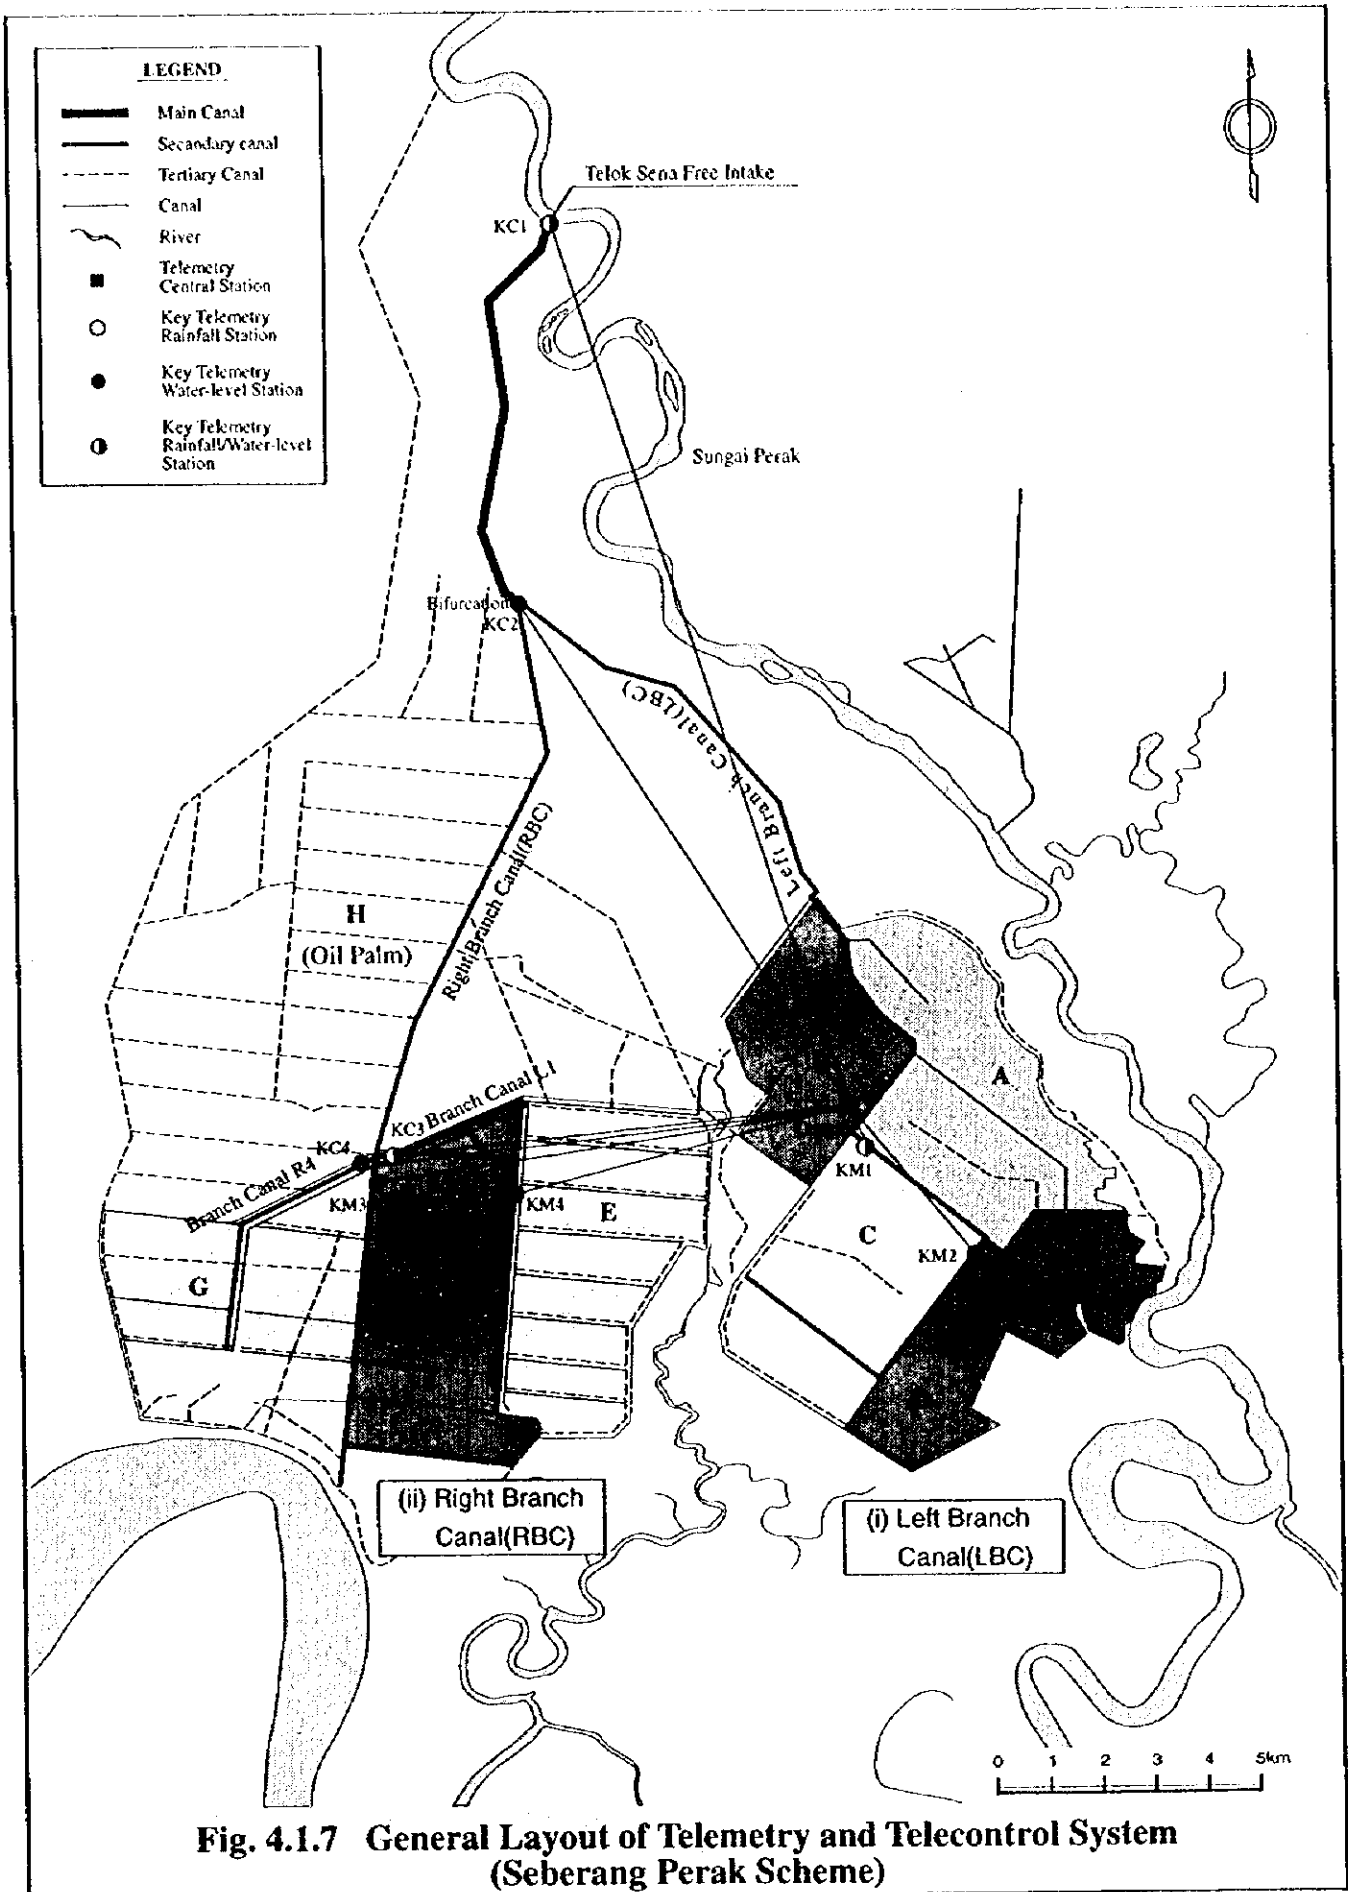 LEGEND
Main Canal
Secandary canal
Tertiary Canal
Canal
River
Telemetry
Central Station
Key Telemetry
Rainfall Station
Key Telemetry
Water-level Station
Key Telemetry
Rainfall/Water-level
Station
Telok Sena Free Intake
KC1
Sungai Perak
Bifurcation
KC2
Left Branch Canal(LBC)
Right Branch Canal(RBC)
H
(Oil Palm)
A
Branch Canal L1
KC3
KC4
Branch Canal R4
KM1
KM3
KM4
E
C
KM2
G
(ii) Right Branch
Canal(RBC)
(i) Left Branch
Canal(LBC)
0 1 2 3 4 5km
Fig. 4.1.7 General Layout of Telemetry and Telecontrol System
(Seberang Perak Scheme)